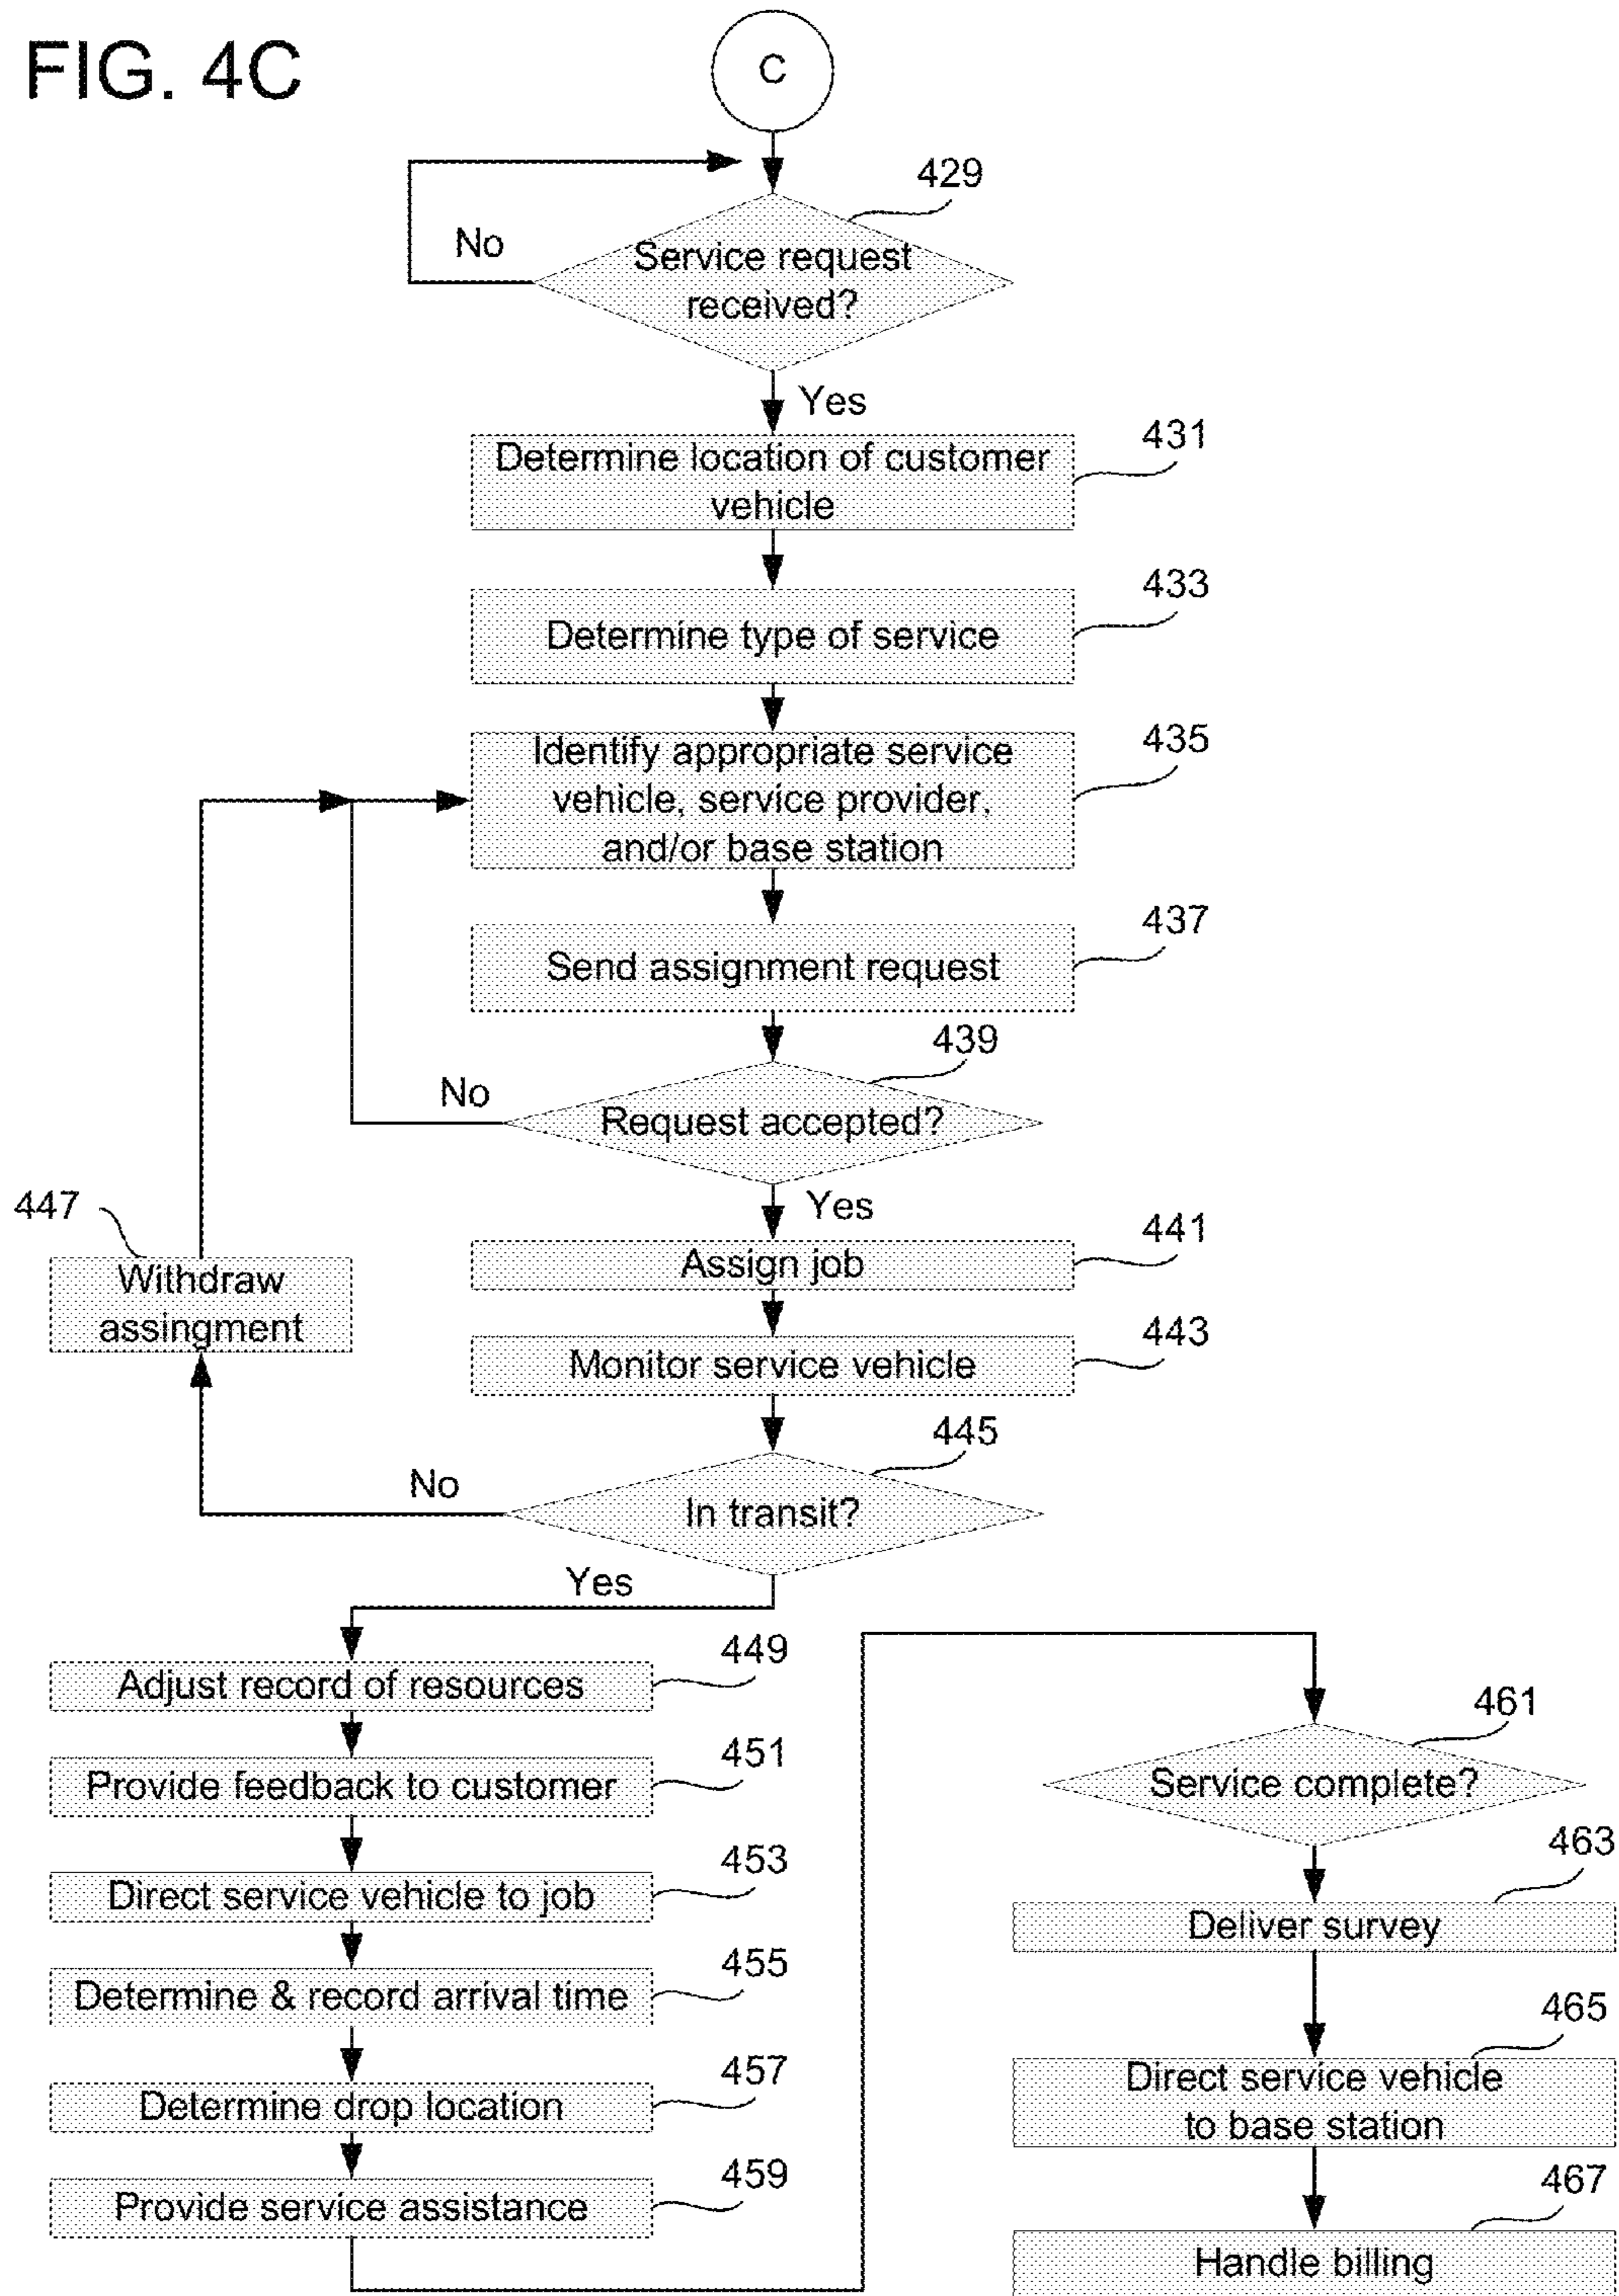 FIG. 4C
C
429
No
Service request
received?
Yes
431
Determine location of customer
vehicle
433
Determine type of service
435
Identify appropriate service
vehicle, service provider,
and/or base station
437
Send assignment request
439
No
Request accepted?
Yes
447
Withdraw
assingment
441
Assign job
443
Monitor service vehicle
445
No
In transit?
Yes
449
Adjust record of resources
451
Provide feedback to customer
453
Direct service vehicle to job
455
Determine & record arrival time
457
Determine drop location
459
Provide service assistance
461
Service complete?
463
Deliver survey
465
Direct service vehicle
to base station
467
Handle billing